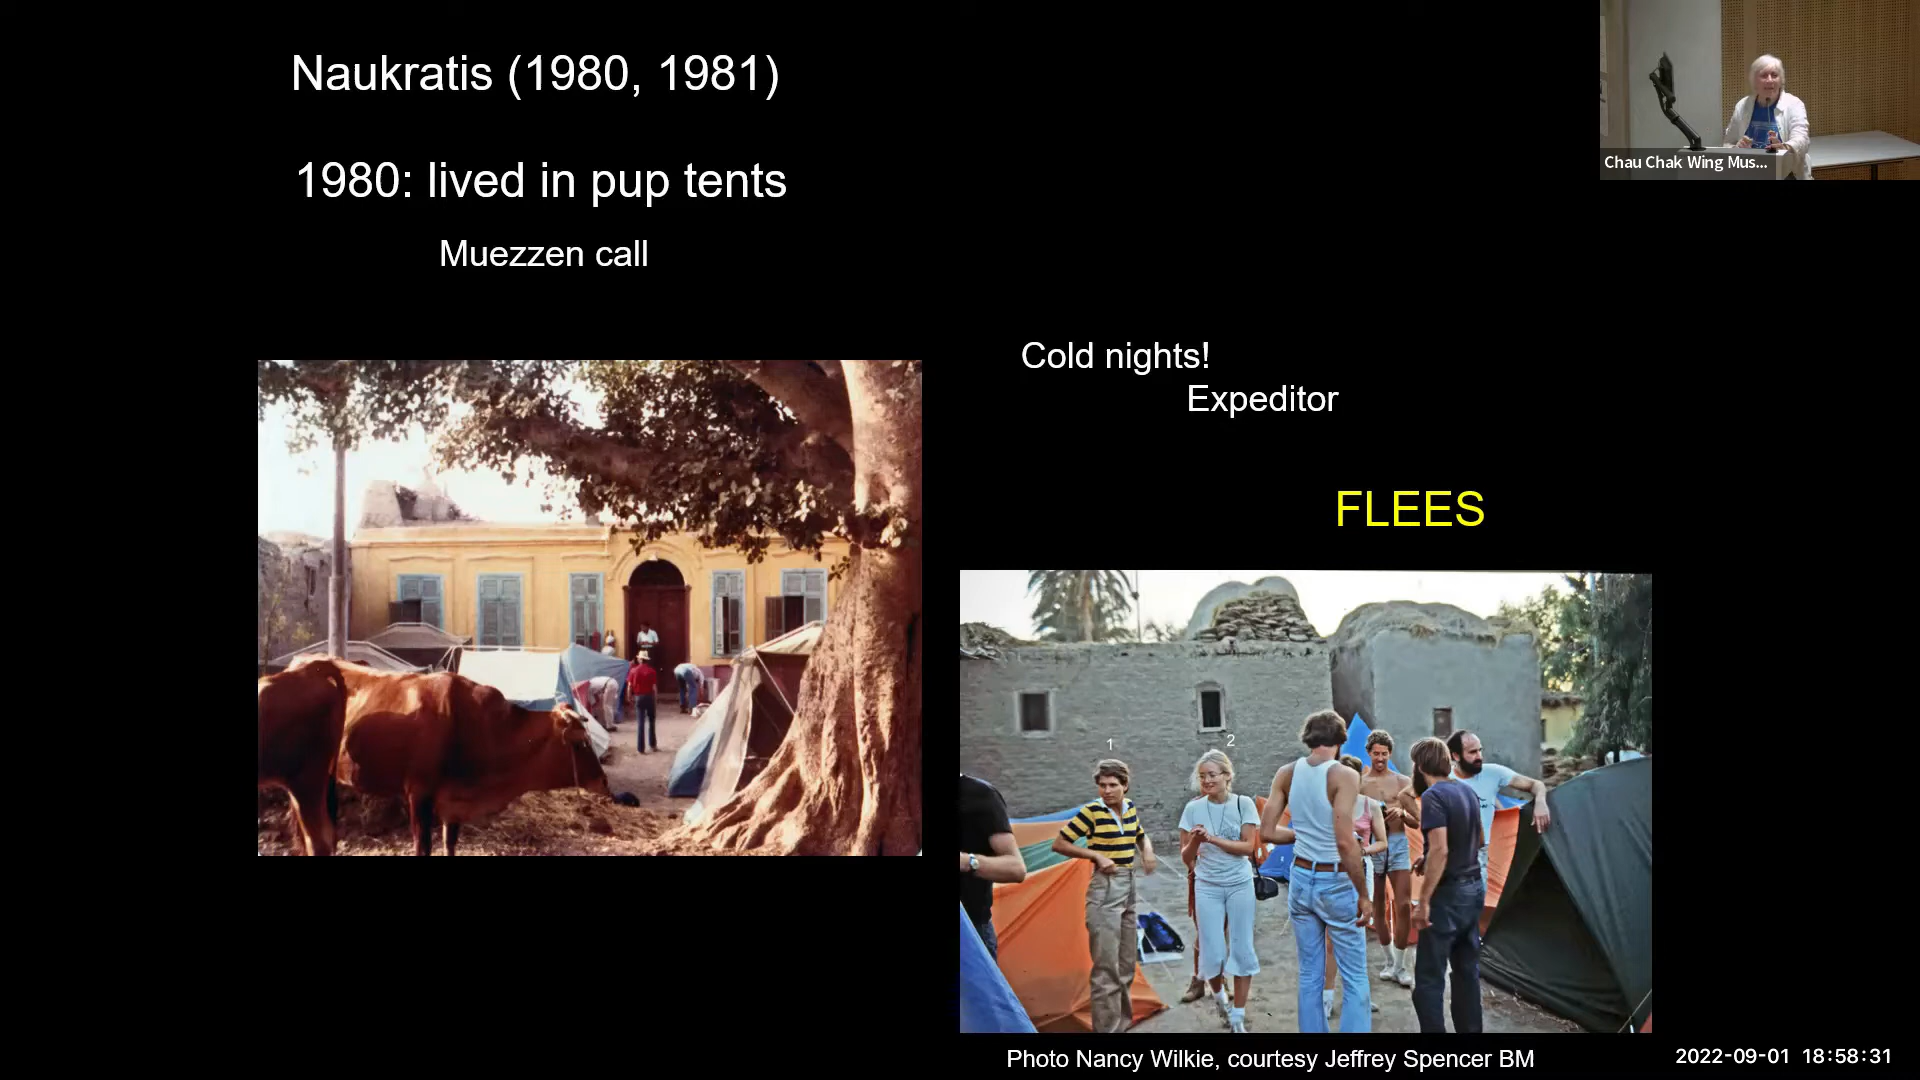 Naukratis (1980, 1981)
1980: lived in pup tents
Muezzen call
Chau Chak Wing Mus...
Cold nights!
Expeditor
FLEES
1
2
Photo Nancy Wilkie, courtesy Jeffrey Spencer BM
2022-09-01 18:58:31